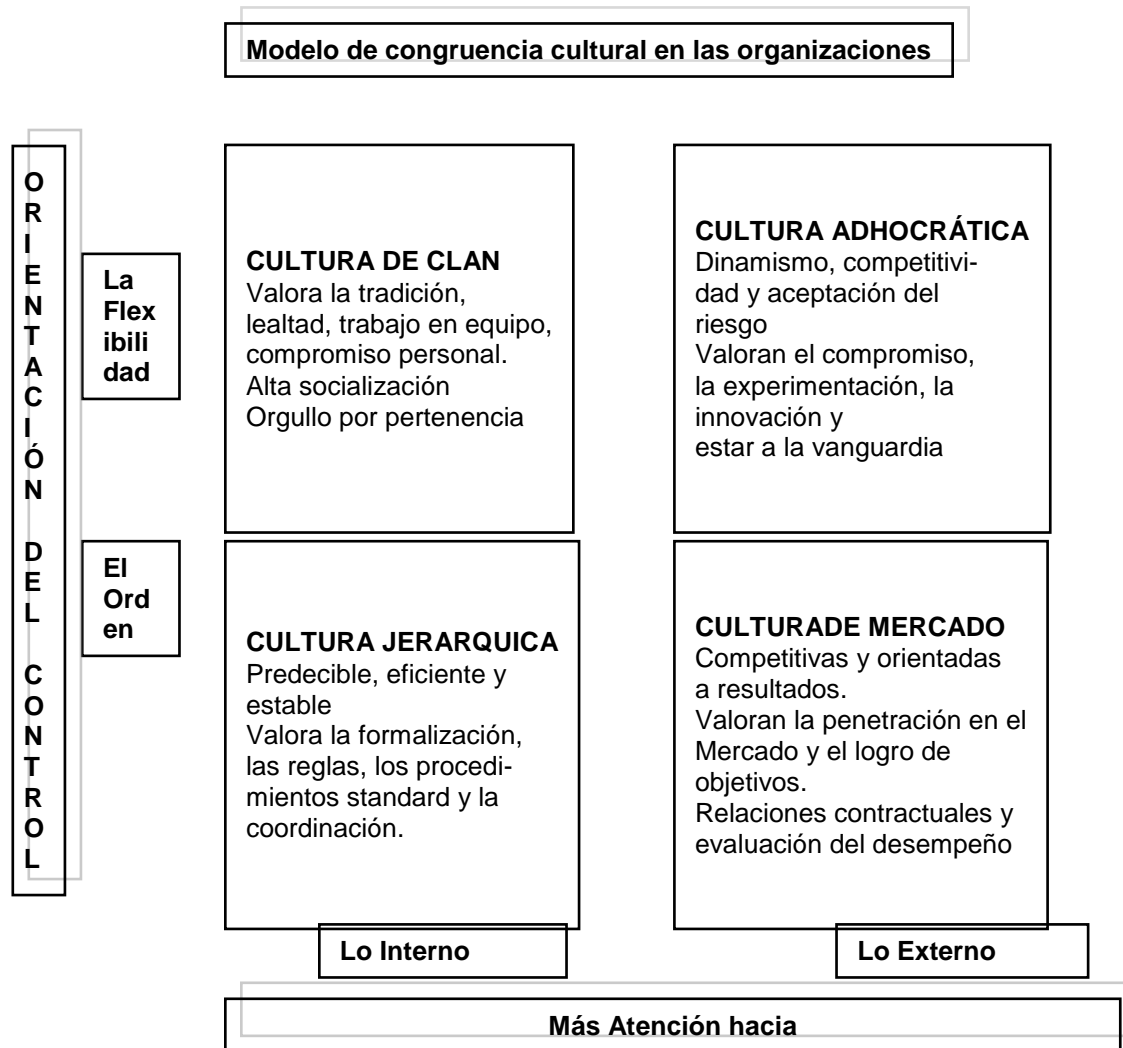 Modelo de congruencia cultural en las organizaciones
O
R
I
E
N
T
A
C
I
Ó
N
D
E
L
C
O
N
T
R
O
L
La
Flex
ibili
dad
CULTURA DE CLAN
Valora la tradición,
lealtad, trabajo en equipo,
compromiso personal.
Alta socialización
Orgullo por pertenencia
CULTURA ADHOCRÁTICA
Dinamismo, competitivi-
dad y aceptación del
riesgo
Valoran el compromiso,
la experimentación, la
innovación y
estar a la vanguardia
El
Ord
en
CULTURA JERARQUICA
Predecible, eficiente y
estable
Valora la formalización,
las reglas, los procedi-
mientos standard y la
coordinación.
CULTURADE MERCADO
Competitivas y orientadas
a resultados.
Valoran la penetración en el
Mercado y el logro de
objetivos.
Relaciones contractuales y
evaluación del desempeño
Lo Interno
Lo Externo
Más Atención hacia